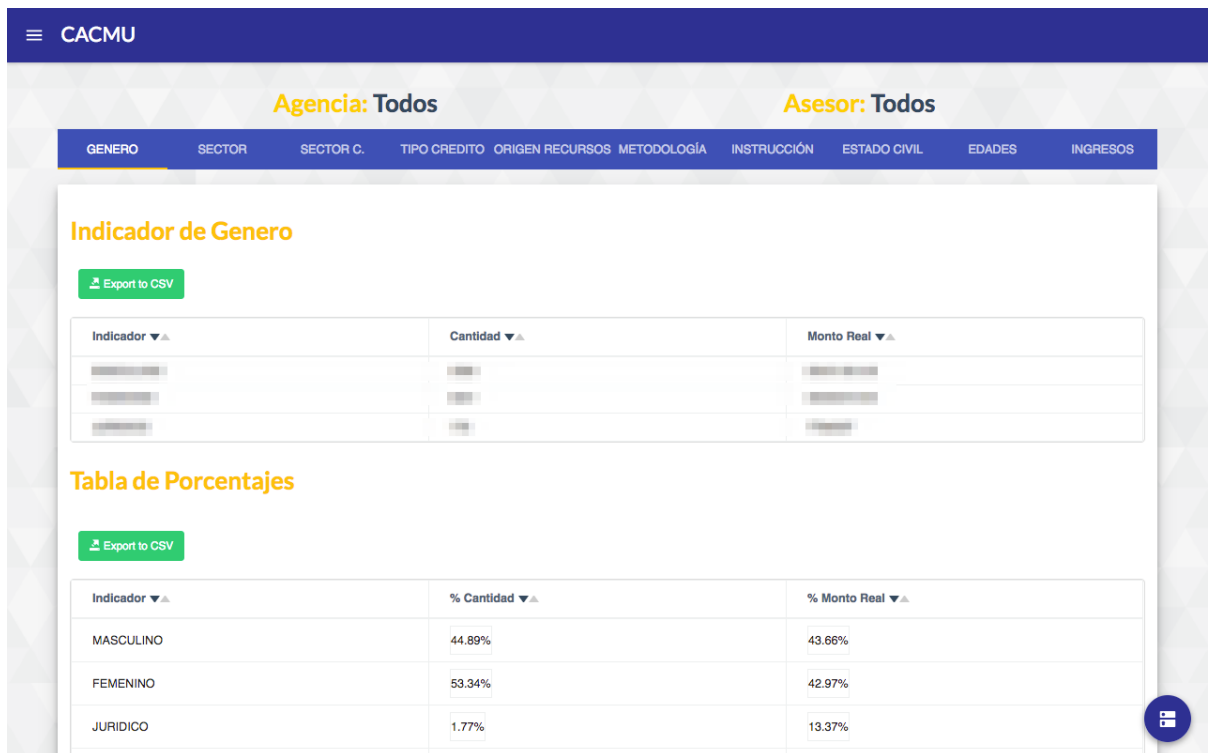 CACMU
Agencia: Todos Asesor: Todos
GENERO SECTOR SECTOR C. TIPO CREDITO ORIGEN RECURSOS METODOLOGÍA INSTRUCCIÓN ESTADO CIVIL EDADES INGRESOS
Indicador de Genero
Export to CSV
Indicador Cantidad Monto Real
Tabla de Porcentajes
Export to CSV
Indicador % Cantidad % Monto Real
MASCULINO 44.89% 43.66%
FEMENINO 53.34% 42.97%
JURIDICO 1.77% 13.37%